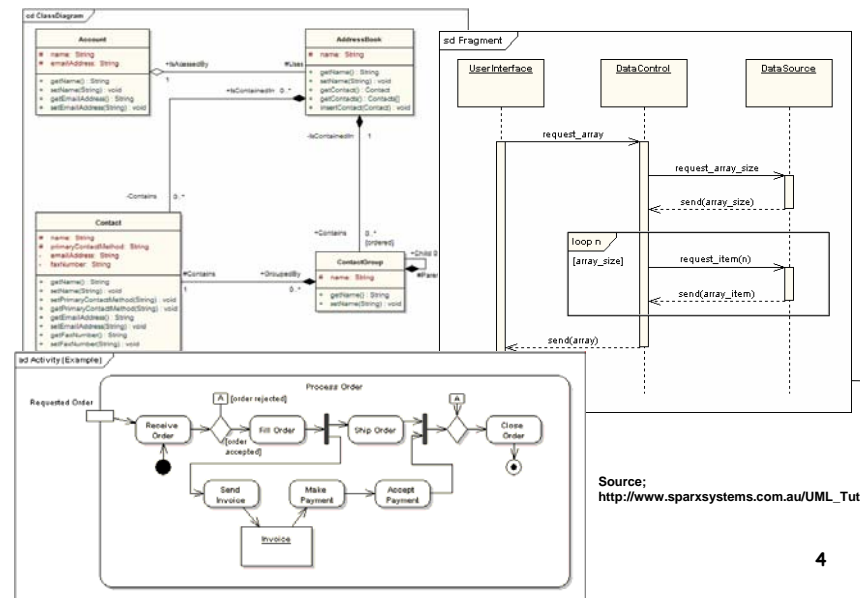 cd ClassDiagram
Account
# name: String
# emailAddress: String
+ getName() : String
+ setName(String) : void
+ getEmailAddress() : String
+ setEmailAddress(String) : void
+IsAccessedBy
1
#Uses
AddressBook
# name: String
+ getName() : String
+ setName(String) : void
+ getContact() : Contact
+ getContacts() : Contacts[]
+ insertContact(Contact) : void
+IsContainedIn 0..*
-IsContainedIn 1
-Contains 0..*
+Contains 0..*
{ordered}
Contact
# name: String
# primaryContactMethod: String
- emailAddress: String
- faxNumber: String
+ getName() : String
+ setName(String) : void
+ setPrimaryContactMethod(String) : void
+ getPrimaryContactMethod(String) : void
+ getEmailAddress() : String
+ setEmailAddress(String) : void
+ getFaxNumber() : String
+ setFaxNumber(String) : void
#Contains
1
+GroupedBy
0..*
ContactGroup
# name: String
+ getName() : String
+ setName(String) : void
+Child 0
#Pare
sd Fragment
UserInterface
DataControl
DataSource
request_array
request_array_size
send(array_size)
loop n
[array_size]
request_item(n)
send(array_item)
send(array)
ad Activity (Example)
Process Order
Requested Order
Receive
Order
A
[order rejected]
[order
accepted]
Fill Order
Ship Order
A
Close
Order
Send
Invoice
Make
Payment
Accept
Payment
Invoice
Source;
http://www.sparxsystems.com.au/UML_Tut
4